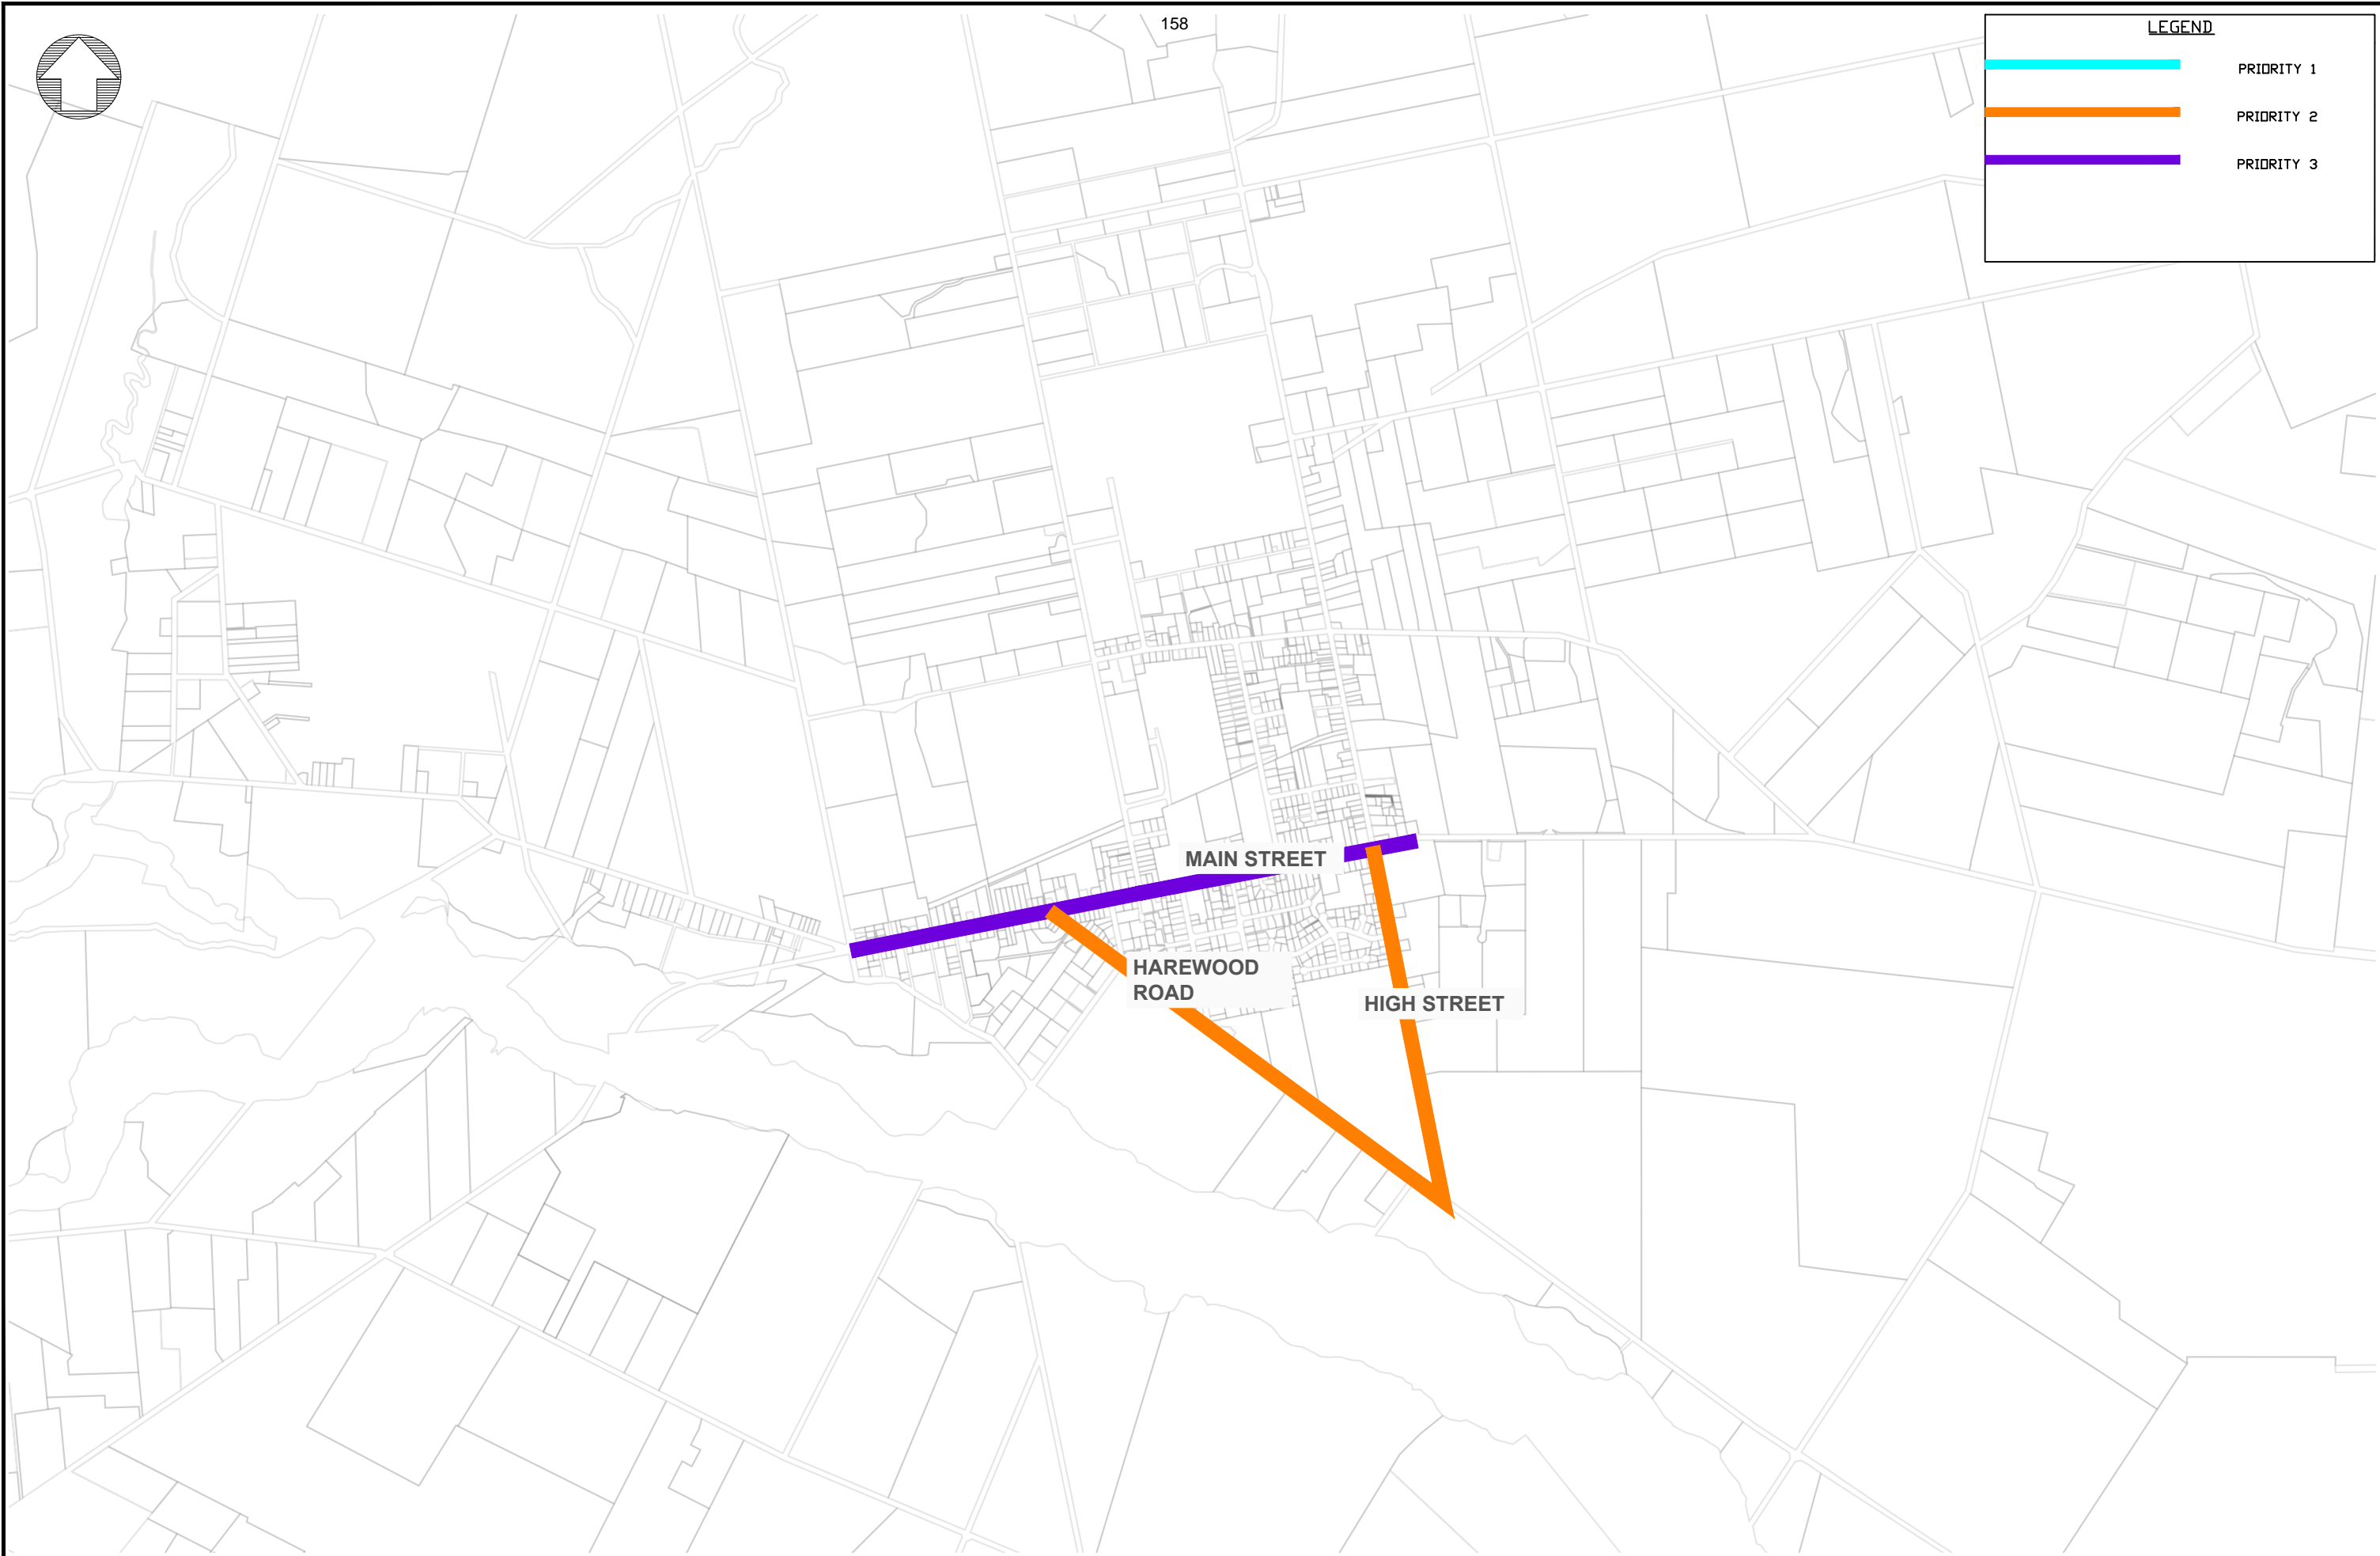 158
LEGEND
PRIORITY 1
PRIORITY 2
PRIORITY 3
MAIN STREET
HAREWOOD
ROAD
HIGH STREET